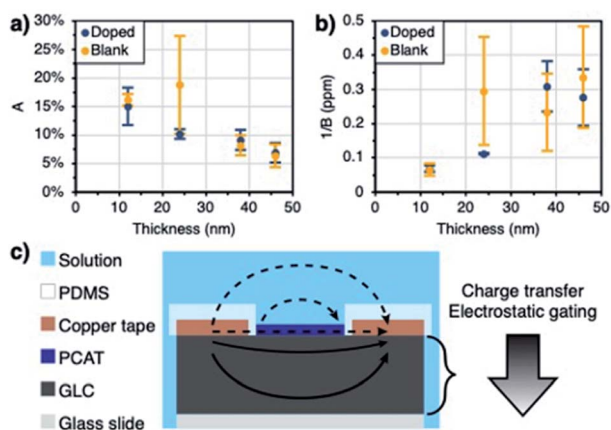 a)
30%
25%
20%
15%
10%
5%
0%
A
Doped
Blank
0 10 20 30 40 50
Thickness (nm)
b)
0.5
0.4
0.3
0.2
0.1
0
1/B (ppm)
Doped
Blank
0 10 20 30 40 50
Thickness (nm)
c)
Solution
PDMS
Copper tape
PCAT
GLC
Glass slide
Charge transfer
Electrostatic gating